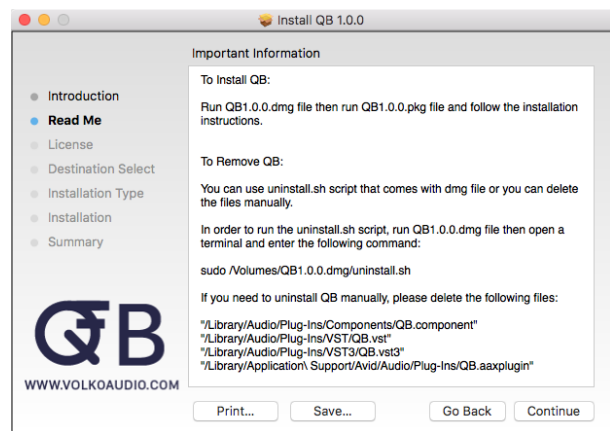 Install QB 1.0.0
Important Information
Introduction
Read Me
License
Destination Select
Installation Type
Installation
Summary
To Install QB:
Run QB1.0.0.dmg file then run QB1.0.0.pkg file and follow the installation
instructions.
To Remove QB:
You can use uninstall.sh script that comes with dmg file or you can delete
the files manually.
In order to run the uninstall.sh script, run QB1.0.0.dmg file then open a
terminal and enter the following command:
sudo /Volumes/QB1.0.0.dmg/uninstall.sh
If you need to uninstall QB manually, please delete the following files:
"/Library/Audio/Plug-Ins/Components/QB.component"
"/Library/Audio/Plug-Ins/VST/QB.vst"
"/Library/Audio/Plug-Ins/VST3/QB.vst3"
"/Library/Application\ Support/Avid/Audio/Plug-Ins/QB.aaxplugin"
QB
WWW.VOLKOAUDIO.COM
Print...
Save...
Go Back
Continue